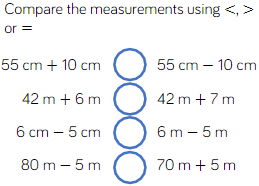 Compare the measurements using <, >
or =
55 cm + 10 cm 55 cm – 10 cm
42 m + 6 m 42 m + 7 m
6 cm – 5 cm 6 m – 5 m
80 m – 5 m 70 m + 5 m